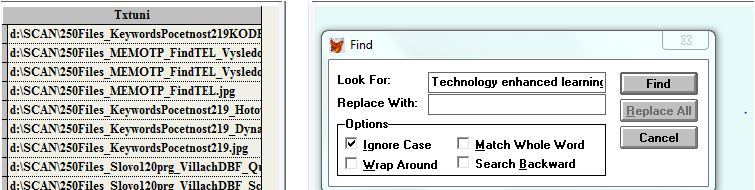 Txtuni
d:\SCAN\250Files_KeywordsPocetnost219KODE
d:\SCAN\250Files_MEMOTP_FindTEL_Vysledo
d:\SCAN\250Files_MEMOTP_FindTEL_Vysledo
d:\SCAN\250Files_MEMOTP_FindTEL.jpg
d:\SCAN\250Files_KeywordsPocetnost219_Hotov
d:\SCAN\250Files_KeywordsPocetnost219_Dyna
d:\SCAN\250Files_KeywordsPocetnost219.jpg
d:\SCAN\250Files_Slovo120prg_VillachDBF_Qu
d:\SCAN\250Files_Slovo120prg_VillachDBF_Sc
Find
Look For: Technology enhanced learning
Find
Replace With:
Replace All
Options
Cancel
Ignore Case Match Whole Word
Wrap Around Search Backward